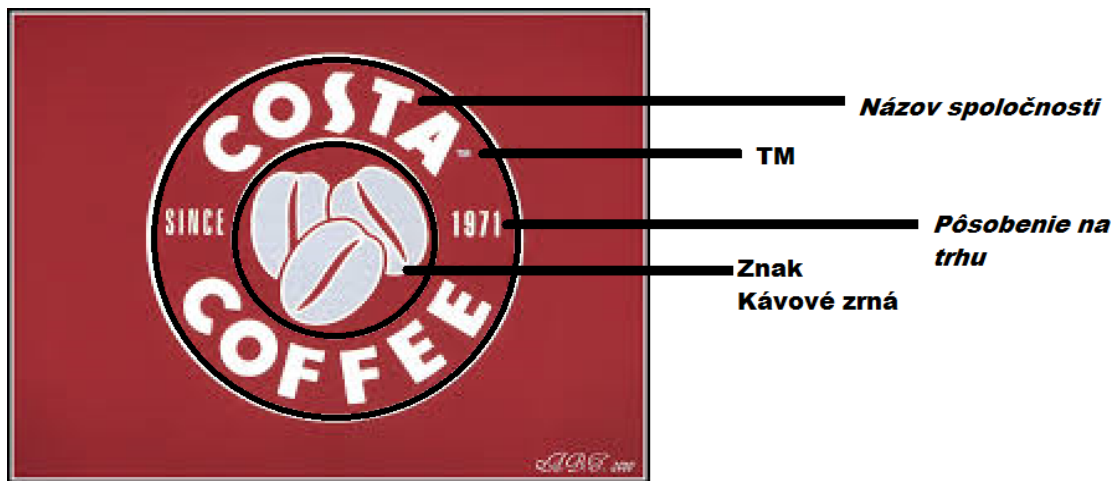 COSTA
TM
SINCE 1971
COFFEE
Názov spoločnosti
TM
Pôsobenie na
trhu
Znak
Kávové zrná